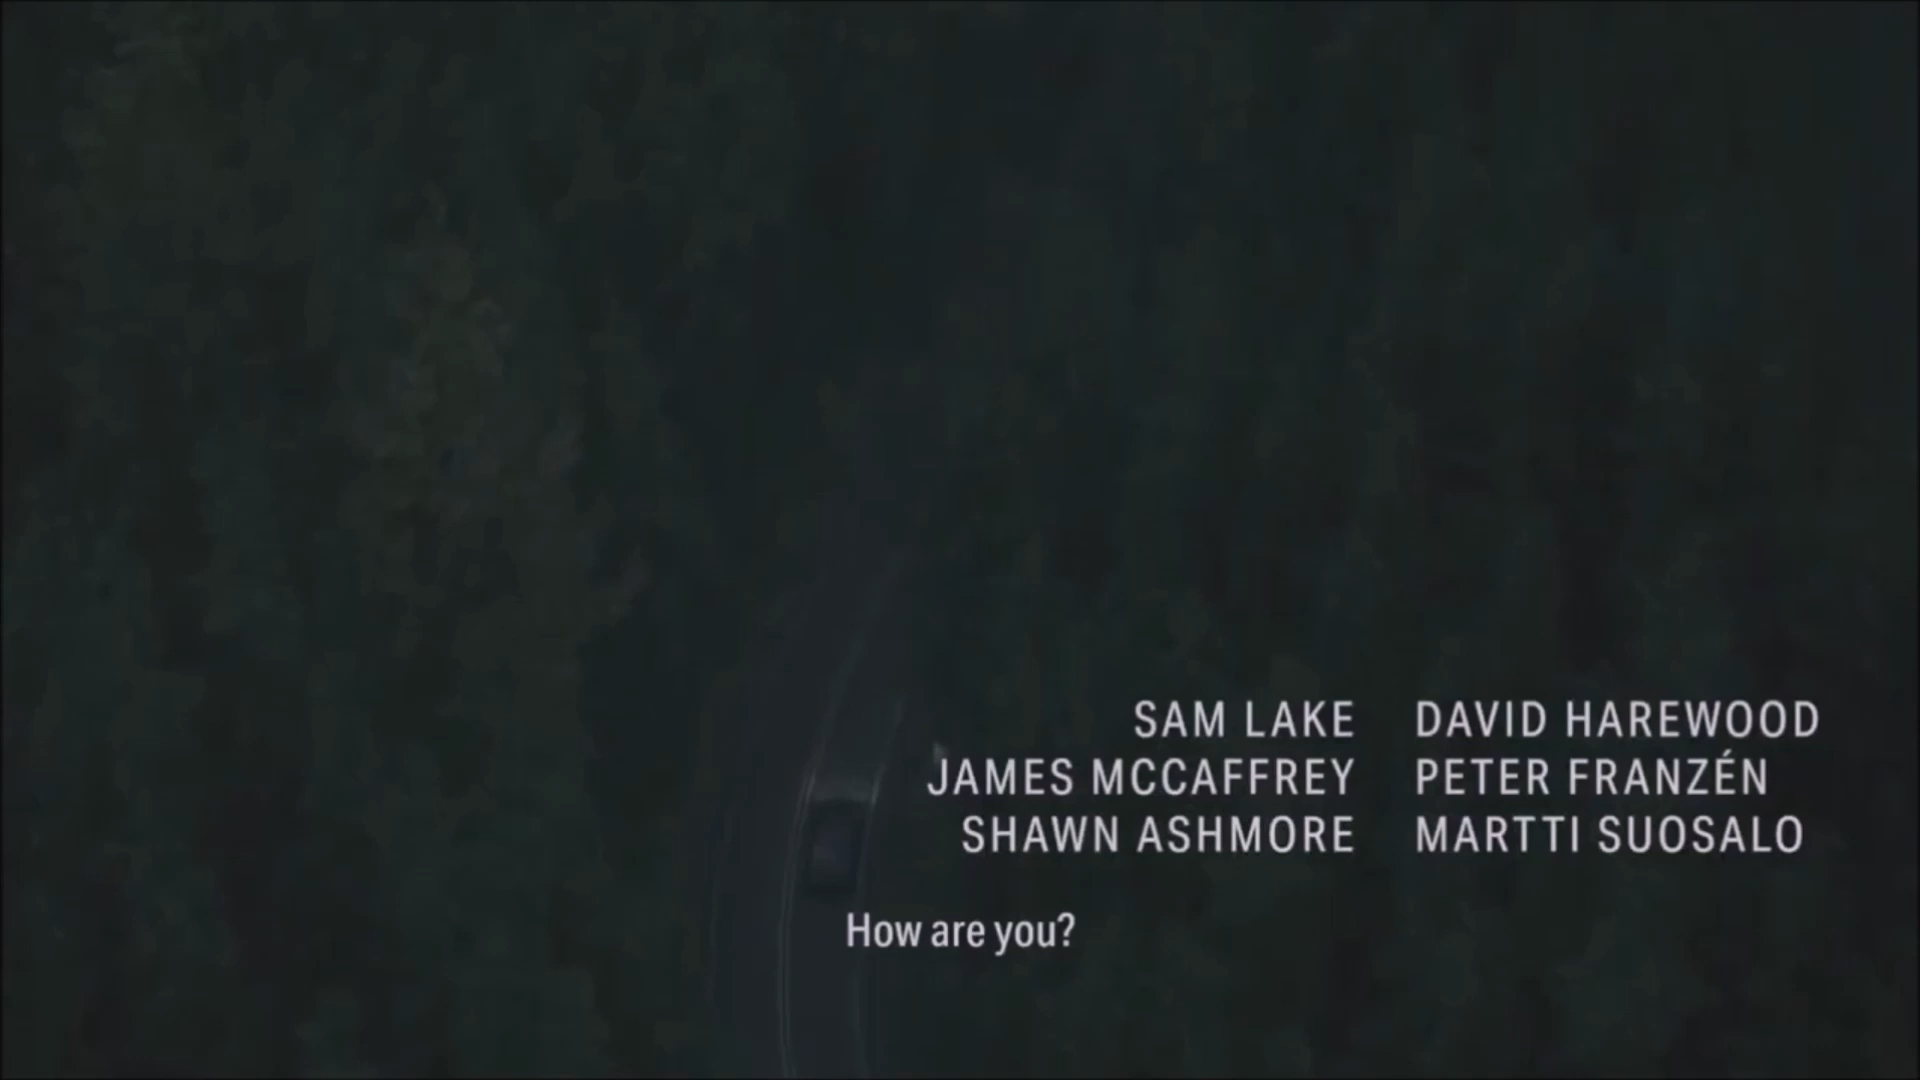 SAM LAKE DAVID HAREWOOD
JAMES MCCAFFREY PETER FRANZÉN
SHAWN ASHMORE MARTTI SUOSALO
How are you?